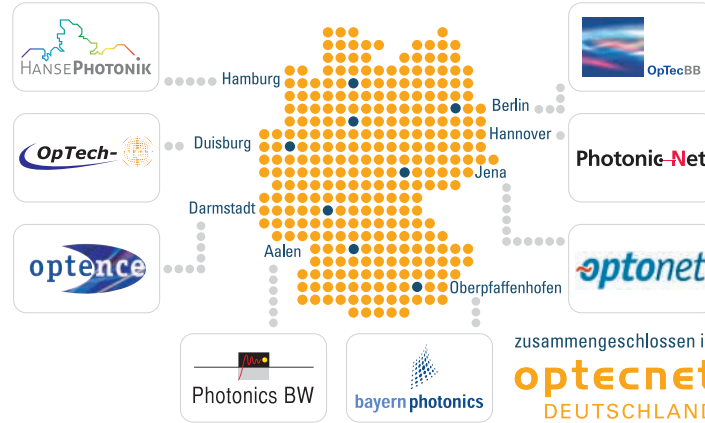 HANSEPHOTONIK
OpTecBB
Hamburg
Berlin
Hannover
OpTech-
Duisburg
Photonic Net
Jena
Darmstadt
optence
Aalen
optonet
Oberpfaffenhofen
Photonics BW
bayern photonics
zusammengeschlossen i
optecnet
DEUTSCHLAND